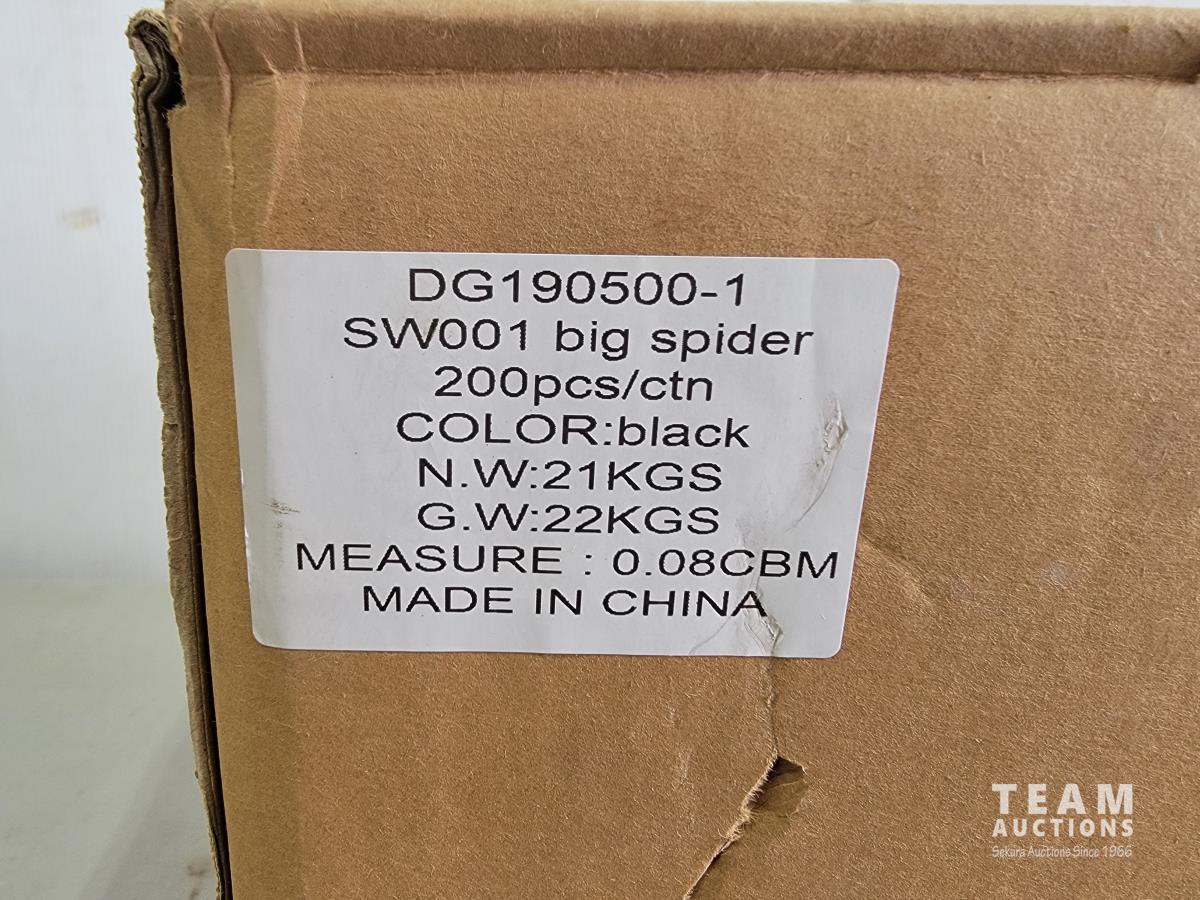 DG190500-1
SW001 big spider
200pcs/ctn
COLOR:black
N.W:21KGS
G.W:22KGS
MEASURE : 0.08CBM
MADE IN CHINA
TEAM
AUCTIONS
Sekura Auctions Since 1966